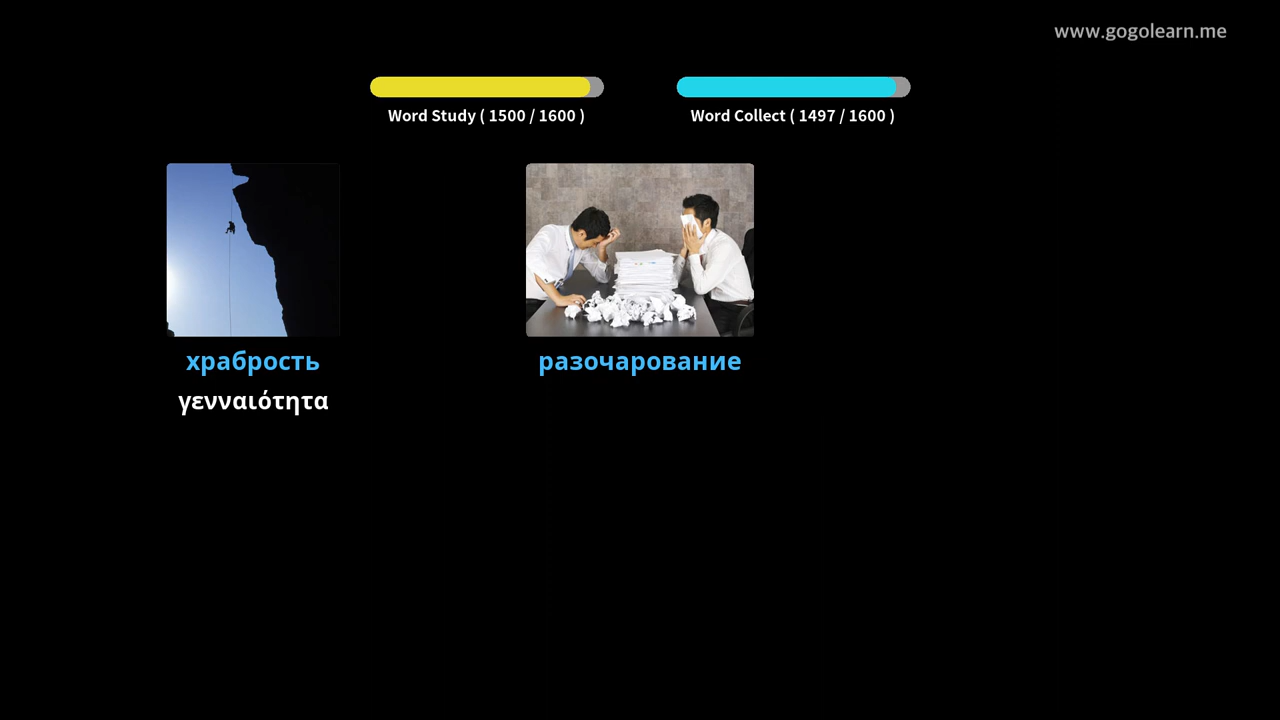 www.gogolearn.me
Word Study ( 1500 / 1600 )
Word Collect ( 1497 / 1600 )
храбрость
γενναιότητα
разочарование